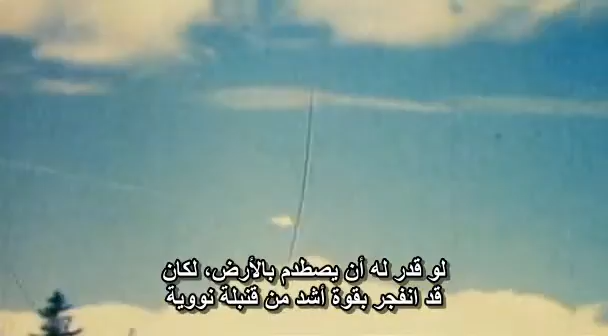 لو قدر له أن يصطدم بالأرض، لكان
قد انفجر بقوة أشد من قنبلة نووية